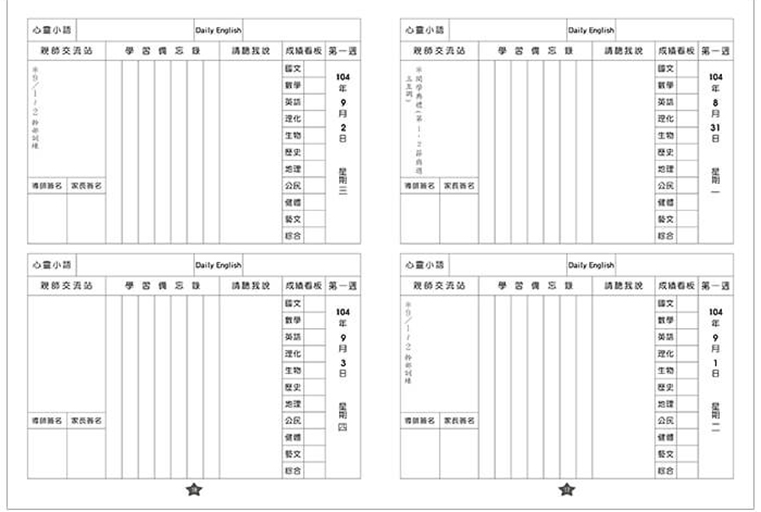 心靈小語 Daily English
親師交流站 學習備忘錄 請聽我說 成績看板 第一週
※開學典禮(第1、2節
國文
數學
英語
理化
生物
歷史
地理
公民
健體
藝文
綜合
104年8月31日 星期一
導師簽名 家長簽名
心靈小語 Daily English
親師交流站 學習備忘錄 請聽我說 成績看板 第一週
※9/1、2幹部訓練
國文
數學
英語
理化
生物
歷史
地理
公民
健體
藝文
綜合
104年9月1日 星期二
導師簽名 家長簽名
心靈小語 Daily English
親師交流站 學習備忘錄 請聽我說 成績看板 第一週
※9/1、2幹部訓練
國文
數學
英語
理化
生物
歷史
地理
公民
健體
藝文
綜合
104年9月2日 星期三
導師簽名 家長簽名
心靈小語 Daily English
親師交流站 學習備忘錄 請聽我說 成績看板 第一週
國文
數學
英語
理化
生物
歷史
地理
公民
健體
藝文
綜合
104年9月3日 星期四
導師簽名 家長簽名